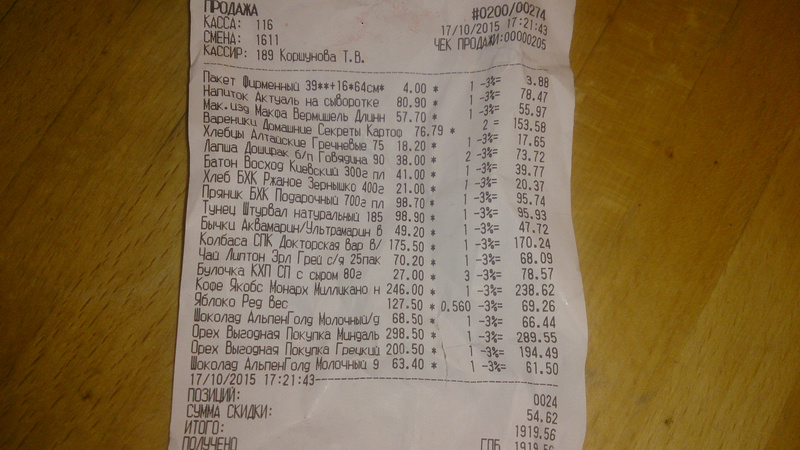 ПРОДАЖА #0200/00274
КАССА: 116 17/10/2015 17:21:43
СМЕНА: 1611 ЧЕК ПРОДАЖИ:00000205
КАССИР: 189 Коршунова Т.В.
Пакет Фирменный 39**+16*64см* 4.00 * 1 -3%= 3.88
Напиток Актуаль на сыворотке 80.90 * 1 -3%= 78.47
Мак.изд Макфа Вермишель Длинн 57.70 * 1 -3%= 55.97
Вареники Домашние Секреты Картоф 76.79 * 2 = 153.58
Хлебцы Алтайские Гречневые 75 18.20 * 1 -3%= 17.65
Лапша Доширак б/п Говядина 90 38.00 * 2 -3%= 73.72
Батон Восход Киевский 300г пл 41.00 * 1 -3%= 39.77
Хлеб БХК Ржаное Зернышко 400г 21.00 * 1 -3%= 20.37
Пряник БХК Подарочный 700г пл 98.70 * 1 -3%= 95.74
Тунец Штурвал натуральный 185 98.90 * 1 -3%= 95.93
Бычки Аквамарин/Ультрамарин в 49.20 * 1 -3%= 47.72
Колбаса СПК Докторская вар в/ 175.50 * 1 -3%= 170.24
Чай Липтон Эрл Грей с/я 25пак 70.20 * 1 -3%= 68.09
Булочка КХП СП с сыром 80г 27.00 * 3 -3%= 78.57
Кофе Якобс Монарх Милликано н 246.00 * 1 -3%= 238.62
Яблоко Ред вес 127.50 * 0.560 -3%= 69.26
Шоколад АльпенГолд Молочный/д 68.50 * 1 -3%= 66.44
Орех Выгодная Покупка Миндаль 298.50 * 1 -3%= 289.55
Орех Выгодная Покупка Грецкий 200.50 * 1 -3%= 194.49
Шоколад АльпенГолд Молочный 9 63.40 * 1 -3%= 61.50
17/10/2015 17:21:43
ПОЗИЦИЙ: 0024
СУММА СКИДКИ: 54.62
ИТОГО: 1919.56
ПОЛУЧЕНО СПБ 1919.56